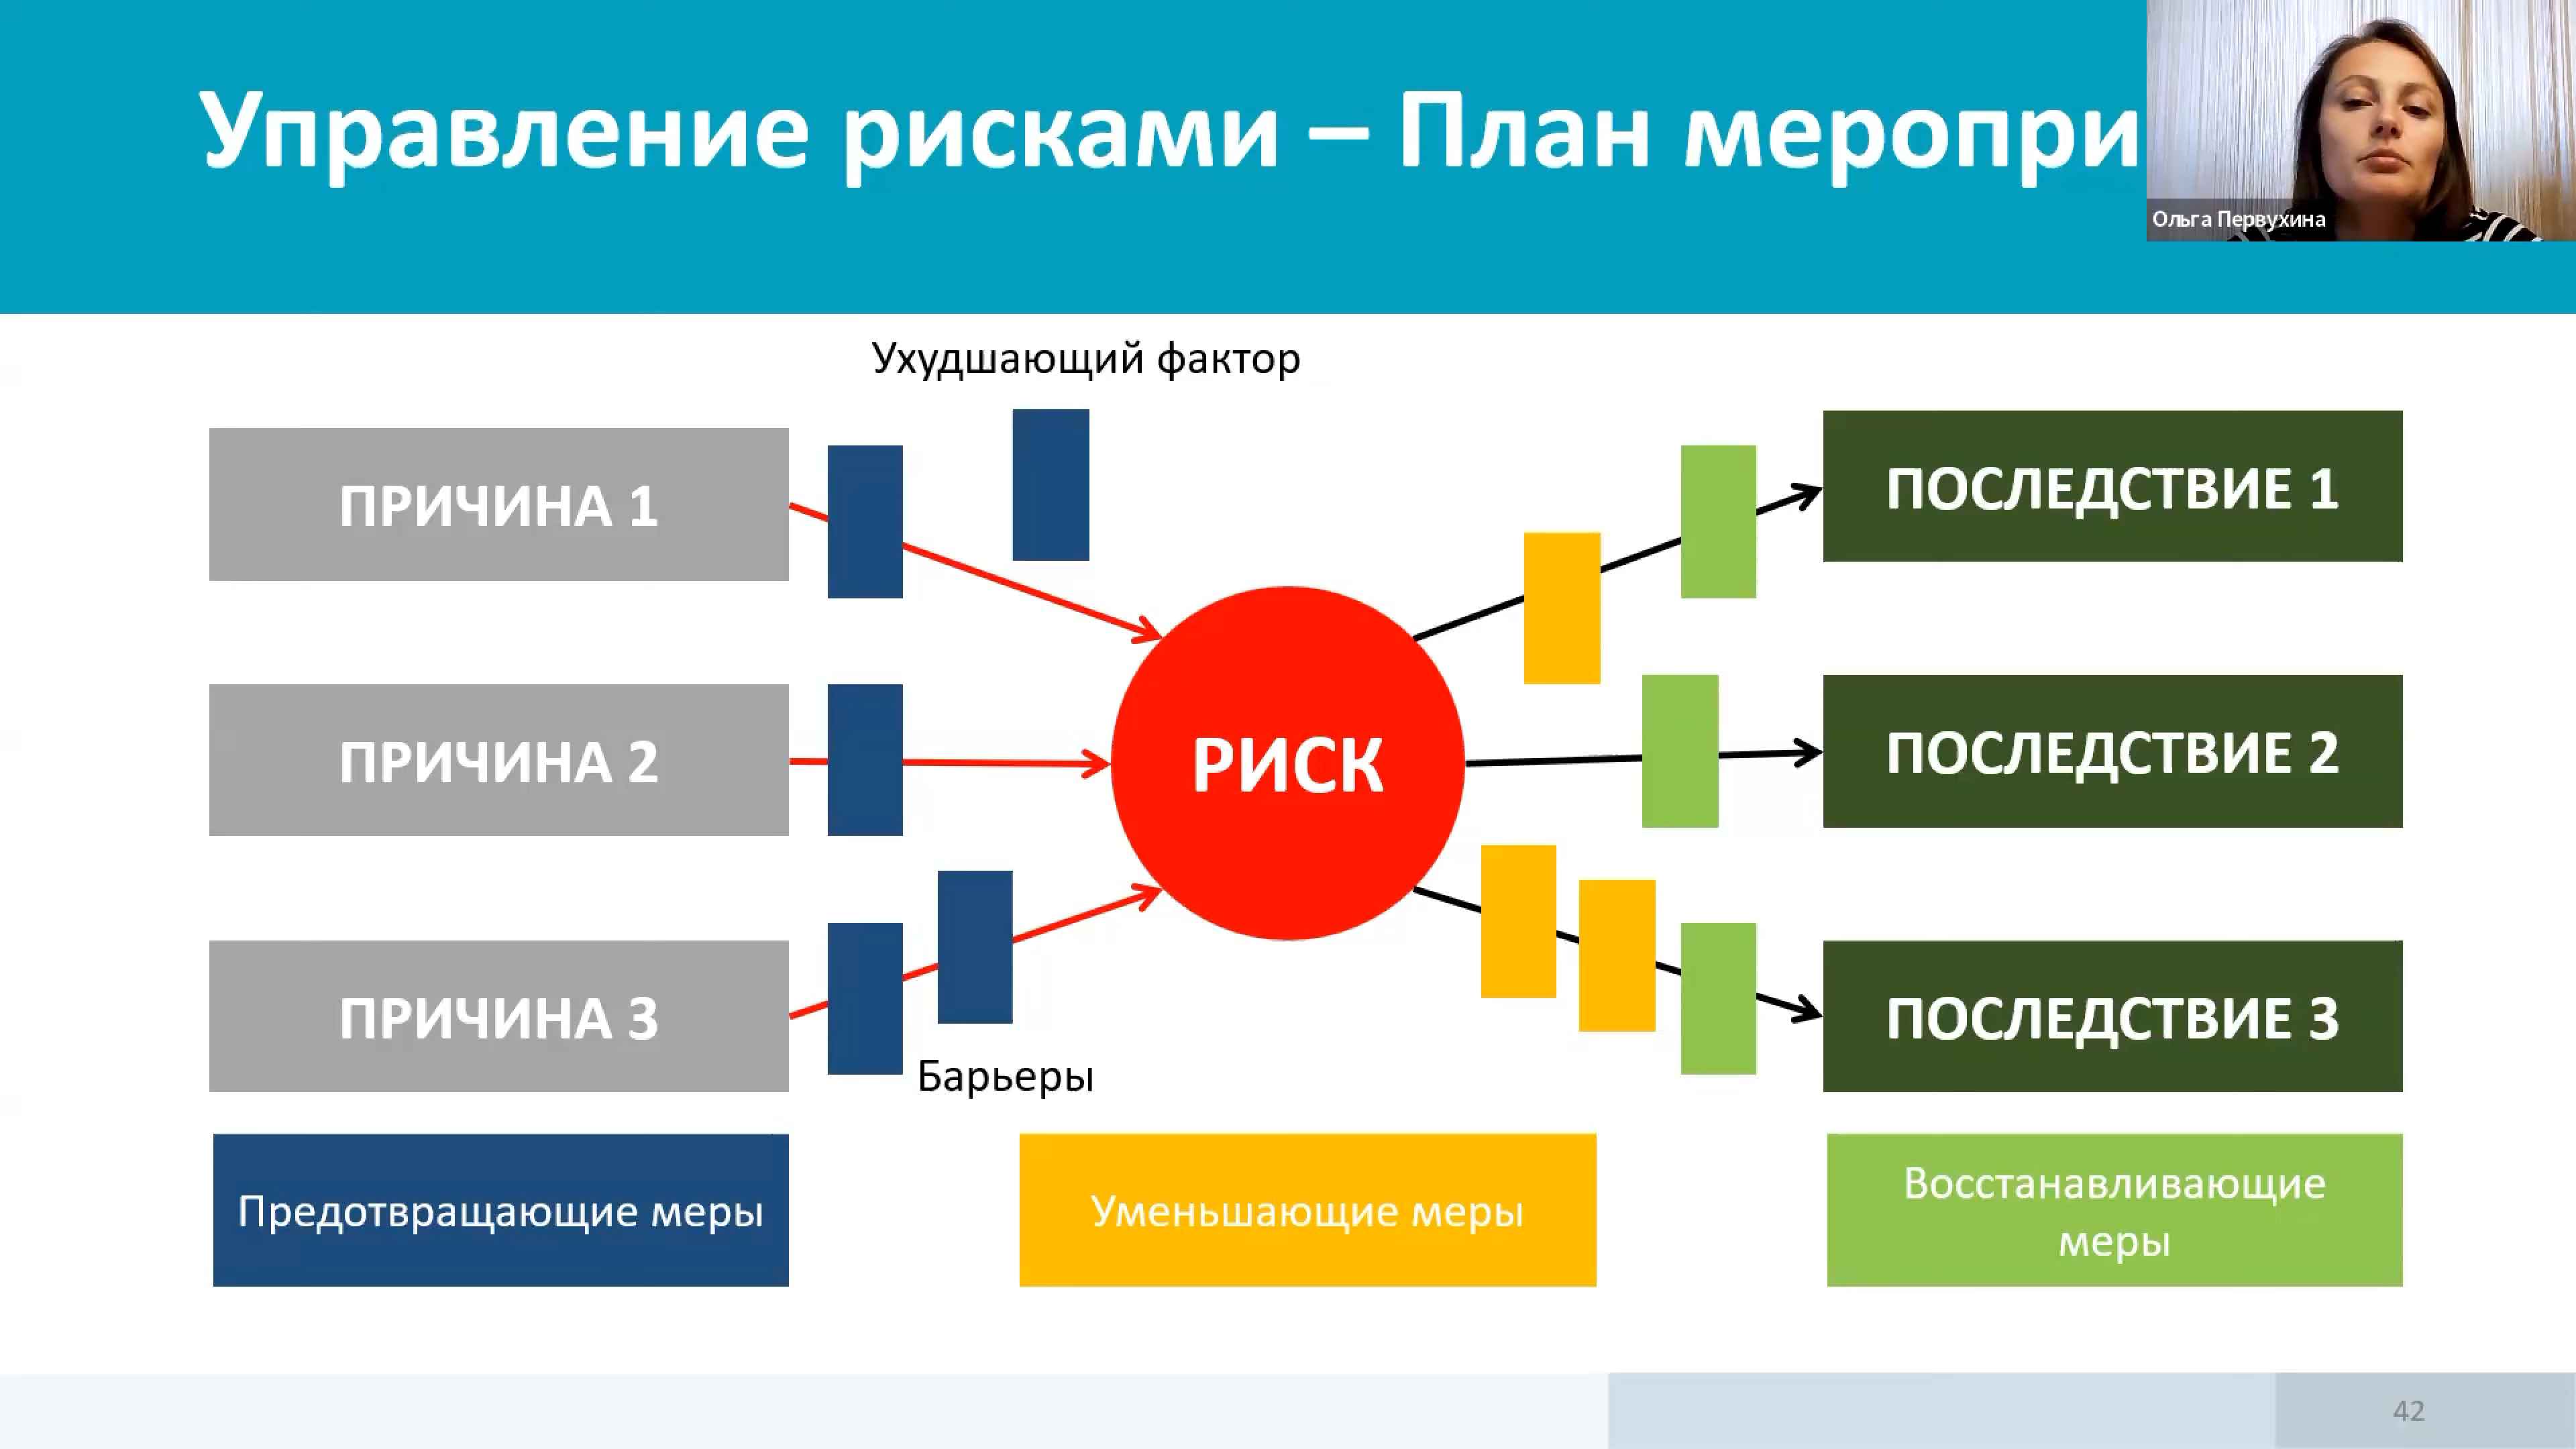 Управление рисками – План меропри
Ольга Первухина
Ухудшающий фактор
ПРИЧИНА 1
ПОСЛЕДСТВИЕ 1
ПРИЧИНА 2
РИСК
ПОСЛЕДСТВИЕ 2
ПРИЧИНА 3
ПОСЛЕДСТВИЕ 3
Барьеры
Предотвращающие меры
Уменьшающие меры
Восстанавливающие
меры
42